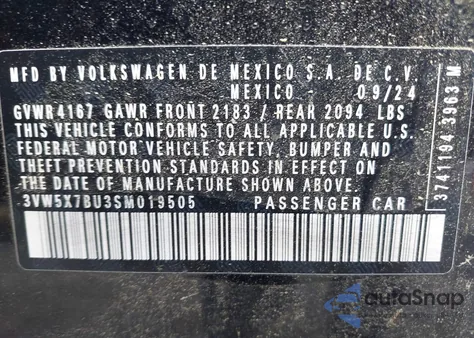 MFD BY VOLKSWAGEN DE MEXICO S.A. DE C.V.
MEXICO - 09/24
GVWR4167 GAWR FRONT 2183 / REAR 2094 LBS
THIS VEHICLE CONFORMS TO ALL APPLICABLE U.S.
FEDERAL MOTOR VEHICLE SAFETY, BUMPER AND
THEFT PREVENTION STANDARDS IN EFFECT ON
THE DATE OF MANUFACTURE SHOWN ABOVE
3VW5X7BU3SM019505 PASSENGER CAR
3741194 3963 M
autoSnap